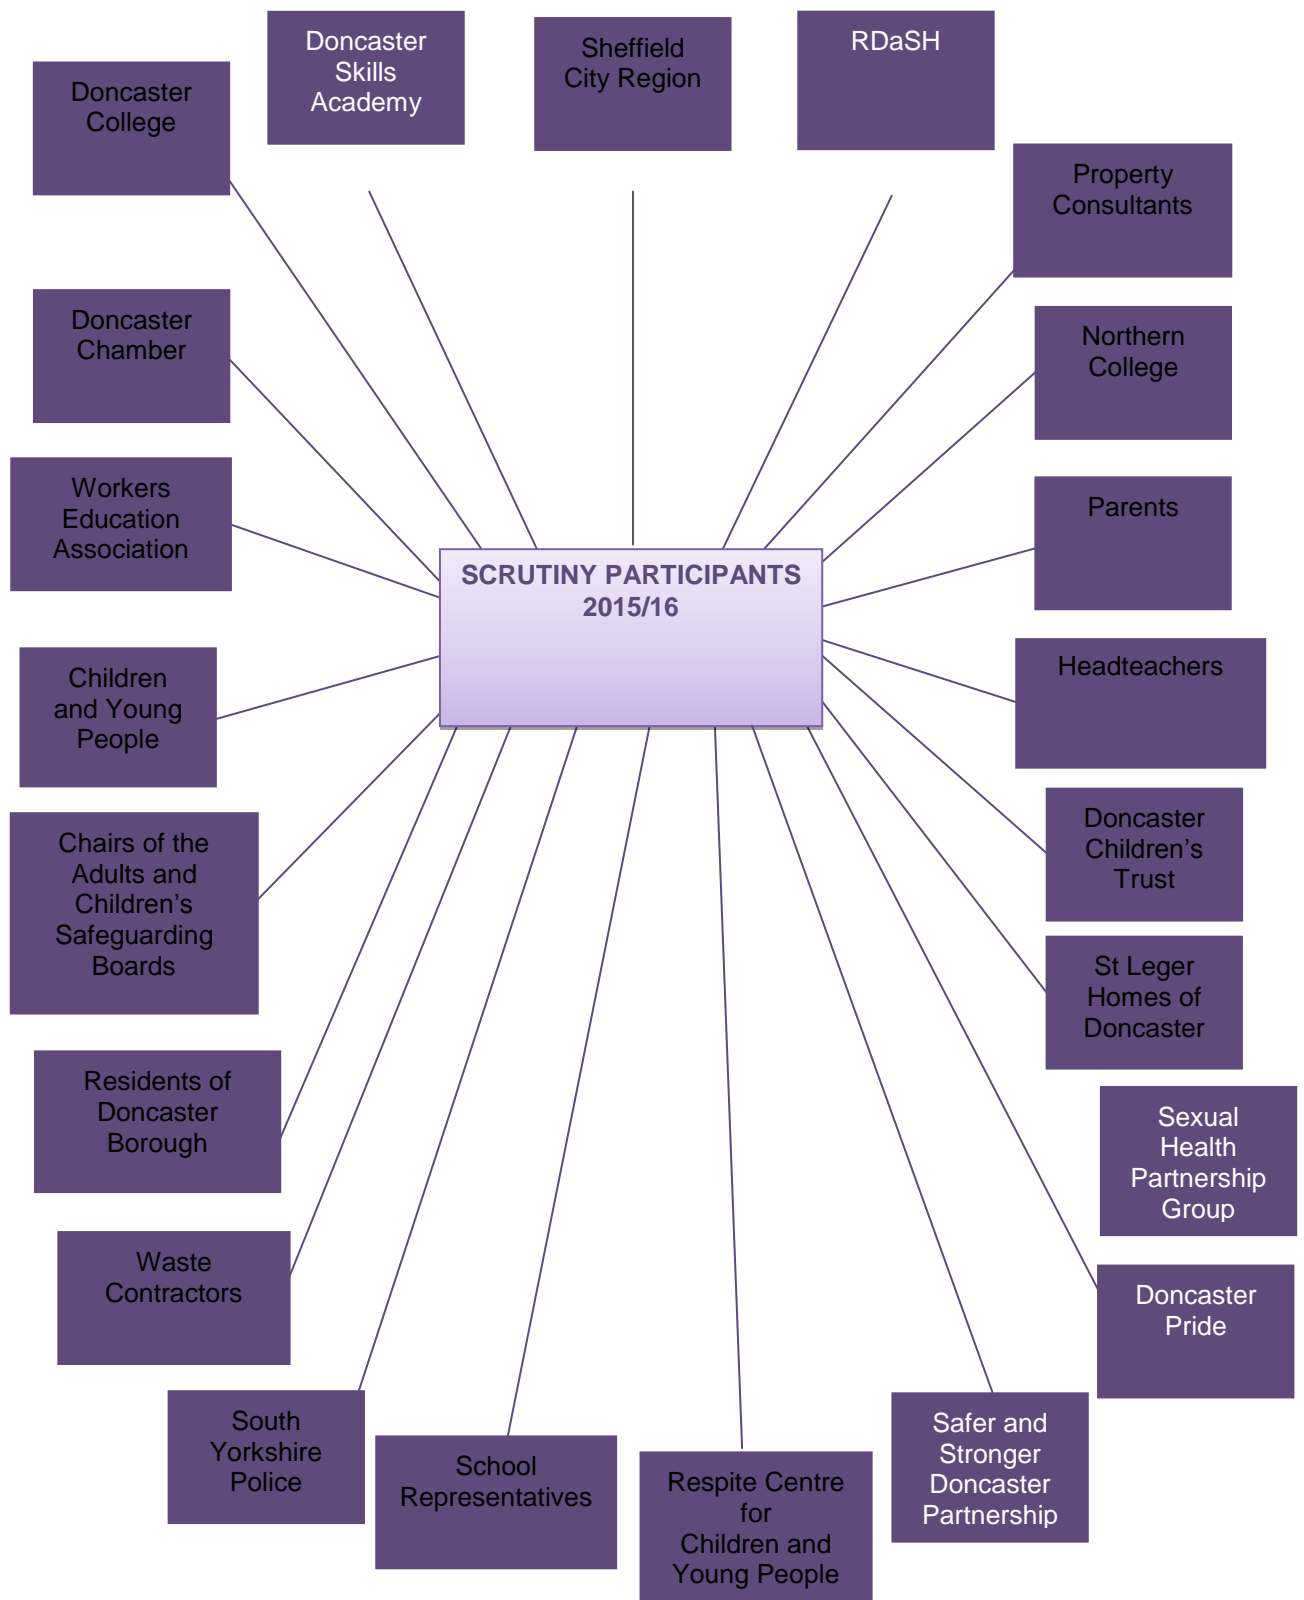 Doncaster
Skills
Academy
Sheffield
City Region
RDaSH
Doncaster
College
Property
Consultants
Doncaster
Chamber
Northern
College
Workers
Education
Association
Parents
SCRUTINY PARTICIPANTS
2015/16
Children
and Young
People
Headteachers
Chairs of the
Adults and
Children’s
Safeguarding
Boards
Doncaster
Children’s
Trust
St Leger
Homes of
Doncaster
Residents of
Doncaster
Borough
Sexual
Health
Partnership
Group
Waste
Contractors
Doncaster
Pride
South
Yorkshire
Police
School
Representatives
Respite Centre
for
Children and
Young People
Safer and
Stronger
Doncaster
Partnership